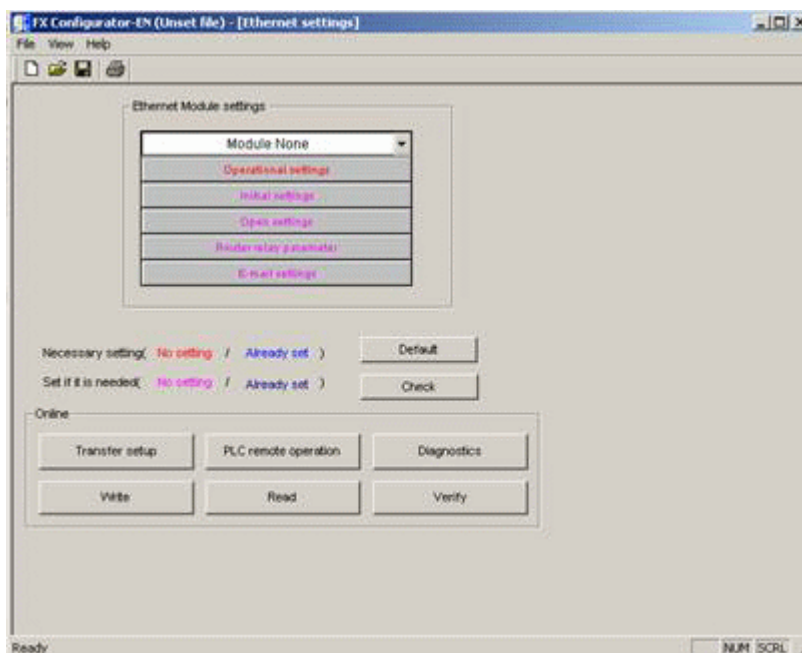 FX Configurator-EN (Unset file) - [Ethernet settings]
File View Help
Ethernet Module settings
Module None
Operational settings
Initial settings
Open settings
Router relay parameter
E-mail settings
Necessary setting( No setting / Already set ) Default
Set if it is needed( No setting / Already set ) Check
Online
Transfer setup PLC remote operation Diagnostics
Write Read Verify
Ready NUM SCRL